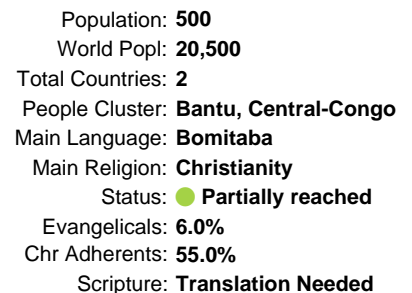 Population: 500
World Popl: 20,500
Total Countries: 2
People Cluster: Bantu, Central-Congo
Main Language: Bomitaba
Main Religion: Christianity
Status: Partially reached
Evangelicals: 6.0%
Chr Adherents: 55.0%
Scripture: Translation Needed